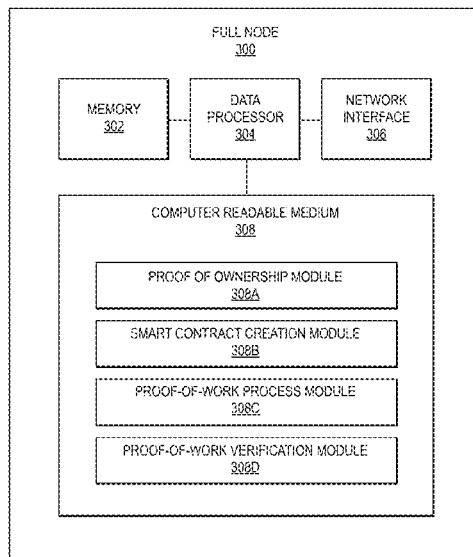 FULL NODE
300
MEMORY
302
DATA
PROCESSOR
304
NETWORK
INTERFACE
306
COMPUTER READABLE MEDIUM
308
PROOF OF OWNERSHIP MODULE
308A
SMART CONTRACT CREATION MODULE
308B
PROOF-OF-WORK PROCESS MODULE
308C
PROOF-OF-WORK VERIFICATION MODULE
308D